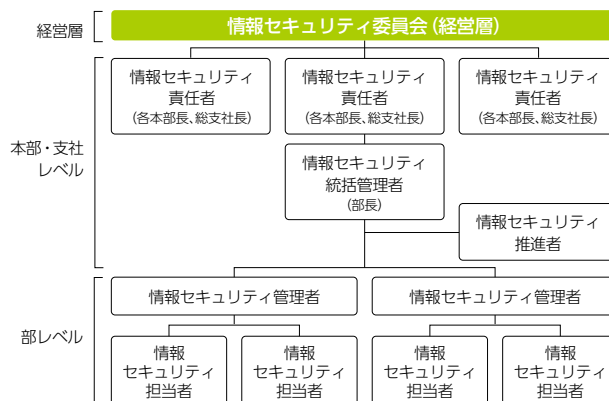 経営層
情報セキュリティ委員会(経営層)
情報セキュリティ
責任者
(各本部長、総支社長)
情報セキュリティ
責任者
(各本部長、総支社長)
情報セキュリティ
責任者
(各本部長、総支社長)
本部・支社
レベル
情報セキュリティ
統括管理者
(部長)
情報セキュリティ
推進者
部レベル
情報セキュリティ管理者
情報セキュリティ管理者
情報
セキュリティ
担当者
情報
セキュリティ
担当者
情報
セキュリティ
担当者
情報
セキュリティ
担当者